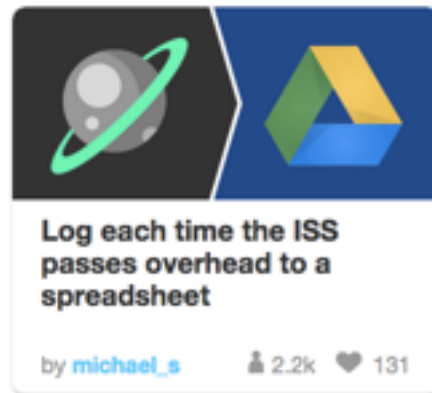 Log each time the ISS
passes overhead to a
spreadsheet
by michael_s 2.2k 131